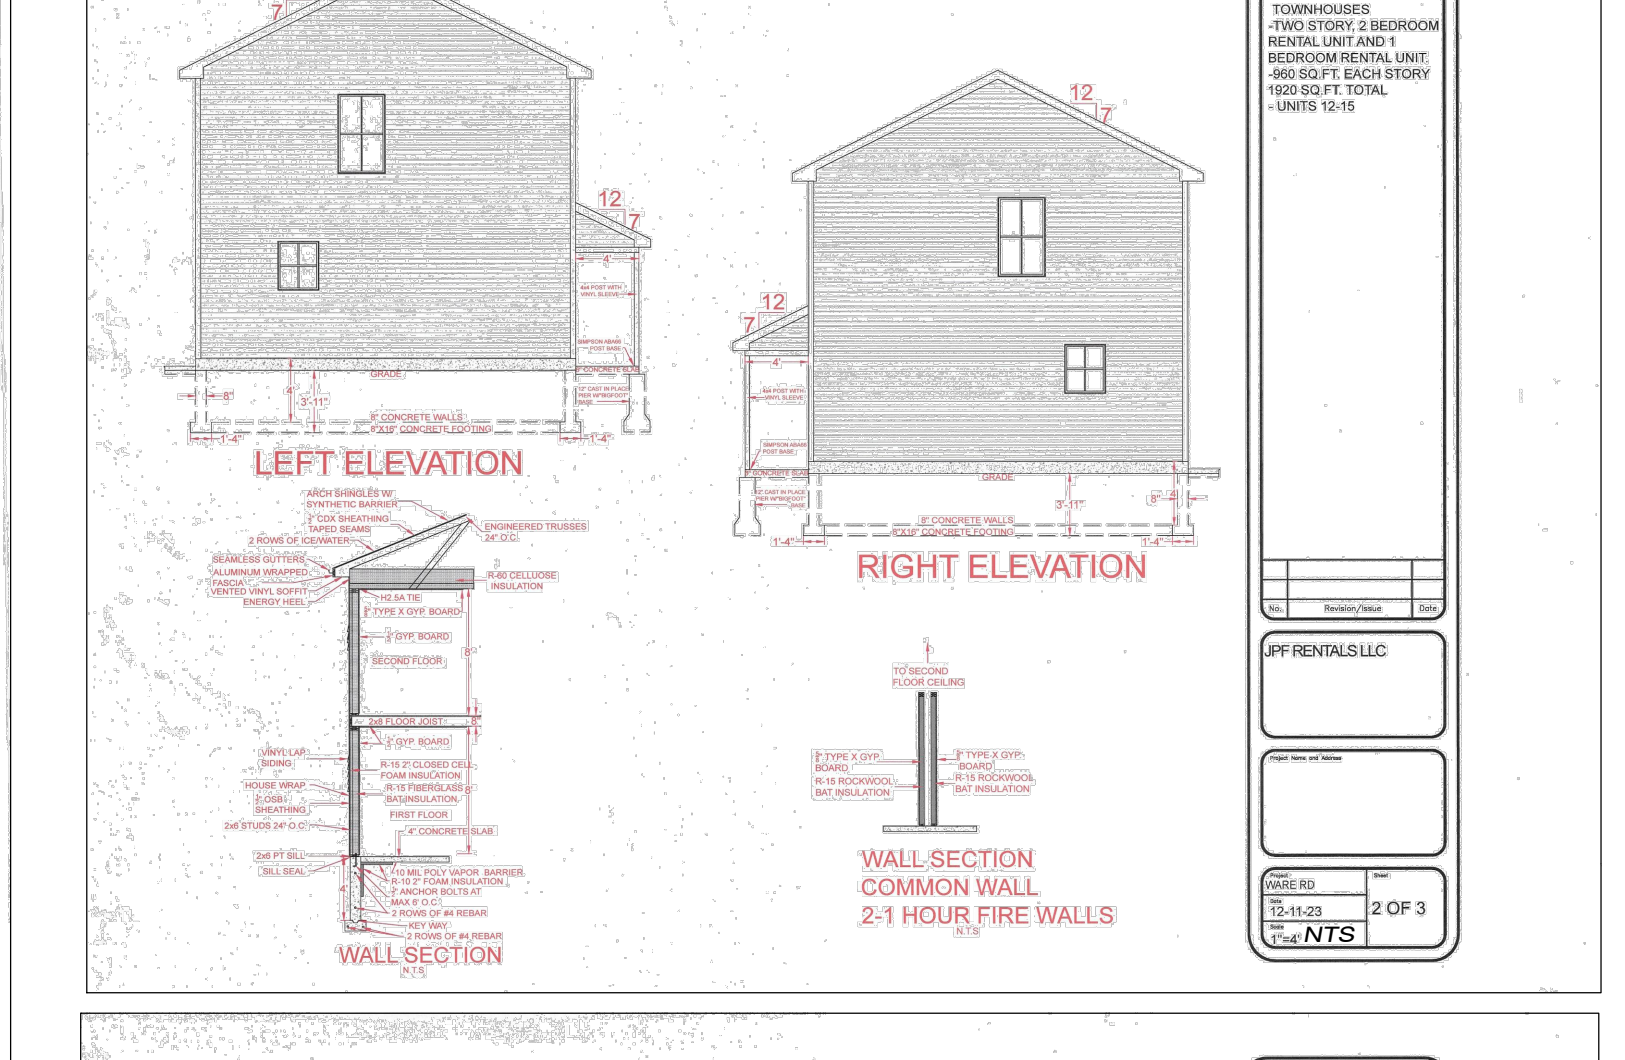 7
12
7
4'
4x4 POST WITH
VINYL SLEEVE
SIMPSON ABA66
POST BASE
CONCRETE SLAB
12" CAST IN PLACE
PIER W/"BIGFOOT"
BASE
GRADE
8"
4'
3'-11"
8" CONCRETE WALLS
8"X16" CONCRETE FOOTING
1'-4"
1'-4"
LEFT ELEVATION
12
7
12
7
4'
4x4 POST WITH
VINYL SLEEVE
SIMPSON ABA66
POST BASE
CONCRETE SLAB
12" CAST IN PLACE
PIER W/"BIGFOOT"
BASE
GRADE
8"
4'
3'-11"
8" CONCRETE WALLS
8"X16" CONCRETE FOOTING
1'-4"
1'-4"
RIGHT ELEVATION
ARCH SHINGLES W/
SYNTHETIC BARRIER
CDX SHEATHING
TAPED SEAMS
2 ROWS OF ICE/WATER
SEAMLESS GUTTERS
ALUMINUM WRAPPED
FASCIA
VENTED VINYL SOFFIT
ENERGY HEEL
ENGINEERED TRUSSES
24" O.C.
R-60 CELLUOSE
INSULATION
H2.5A TIE
TYPE X GYP. BOARD
GYP. BOARD
SECOND FLOOR
8'
2x8 FLOOR JOIST
8"
GYP. BOARD
VINYL LAP
SIDING
R-15 2" CLOSED CELL
FOAM INSULATION
HOUSE WRAP
R-15 FIBERGLASS
BAT INSULATION
8'
OSB
SHEATHING
FIRST FLOOR
2x6 STUDS 24" O.C.
4" CONCRETE SLAB
2x6 PT SILL
SILL SEAL
10 MIL POLY VAPOR BARRIER
R-10 2" FOAM INSULATION
ANCHOR BOLTS AT
MAX 6' O.C.
4'
2 ROWS OF #4 REBAR
KEY WAY
2 ROWS OF #4 REBAR
WALL SECTION
N.T.S
TO SECOND
FLOOR CEILING
TYPE X GYP.
BOARD
R-15 ROCKWOOL
BAT INSULATION
TYPE X GYP.
BOARD
R-15 ROCKWOOL
BAT INSULATION
WALL SECTION
COMMON WALL
2-1 HOUR FIRE WALLS
N.T.S
TOWNHOUSES
-TWO STORY, 2 BEDROOM
RENTAL UNIT AND 1
BEDROOM RENTAL UNIT.
-960 SQ.FT. EACH STORY
1920 SQ.FT. TOTAL
- UNITS 12-15
No. Revision/Issue Date
JPF RENTALS LLC
Project Name and Address
Project
WARE RD
Sheet
Date
12-11-23
2 OF 3
Scale
1"=4' NTS